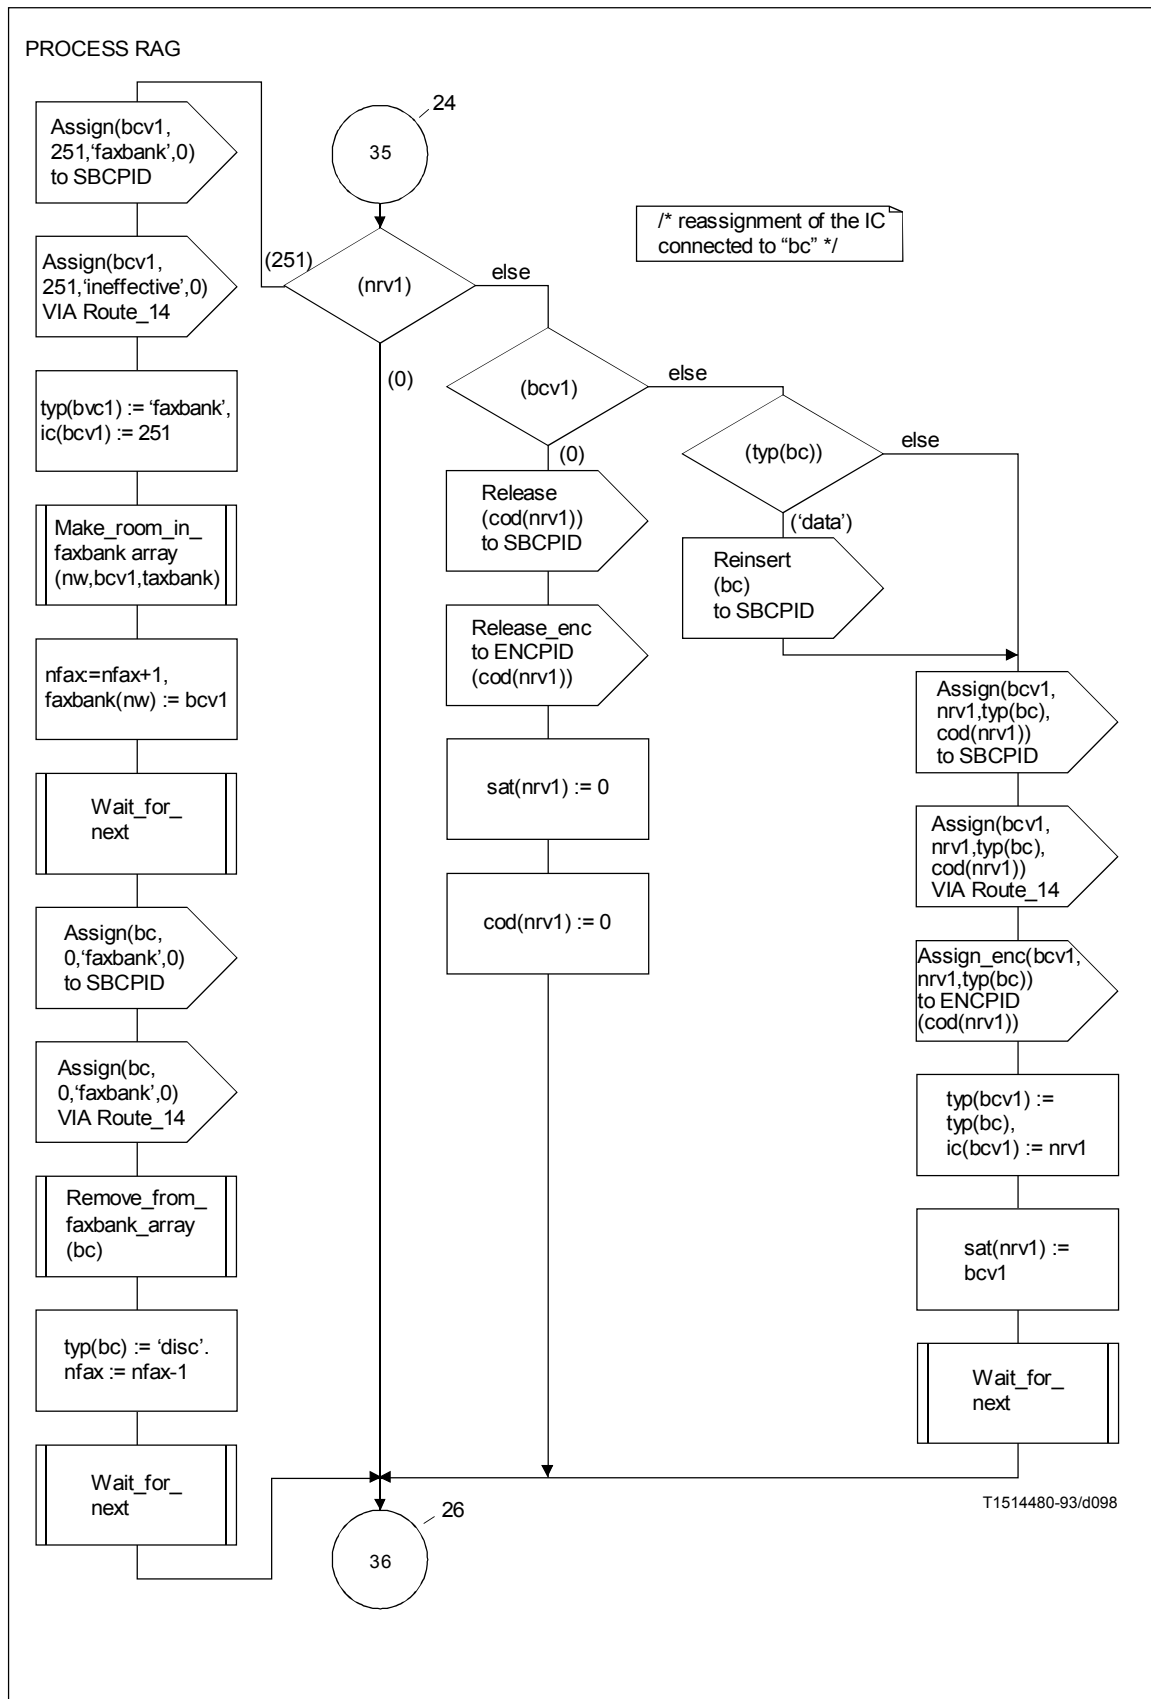 PROCESS RAG
Assign(bcv1,
251,‘faxbank’,0)
to SBCPID
Assign(bcv1,
251,‘ineffective’,0)
VIA Route_14
typ(bvc1) := ‘faxbank’,
ic(bcv1) := 251
Make_room_in_
faxbank array
(nw,bcv1,taxbank)
nfax:=nfax+1,
faxbank(nw) := bcv1
Wait_for_
next
Assign(bc,
0,‘faxbank’,0)
to SBCPID
Assign(bc,
0,‘faxbank’,0)
VIA Route_14
Remove_from_
faxbank_array
(bc)
typ(bc) := ‘disc’.
nfax := nfax-1
Wait_for_
next
24
35
(251)
(nrv1)
else
(0)
/* reassignment of the IC
connected to “bc” */
(bcv1)
else
(0)
Release
(cod(nrv1))
to SBCPID
Release_enc
to ENCPID
(cod(nrv1))
sat(nrv1) := 0
cod(nrv1) := 0
(typ(bc))
else
(‘data’)
Reinsert
(bc)
to SBCPID
Assign(bcv1,
nrv1,typ(bc),
cod(nrv1))
to SBCPID
Assign(bcv1,
nrv1,typ(bc),
cod(nrv1))
VIA Route_14
Assign_enc(bcv1,
nrv1,typ(bc))
to ENCPID
(cod(nrv1))
typ(bcv1) :=
typ(bc),
ic(bcv1) := nrv1
sat(nrv1) :=
bcv1
Wait_for_
next
26
36
T1514480-93/d098